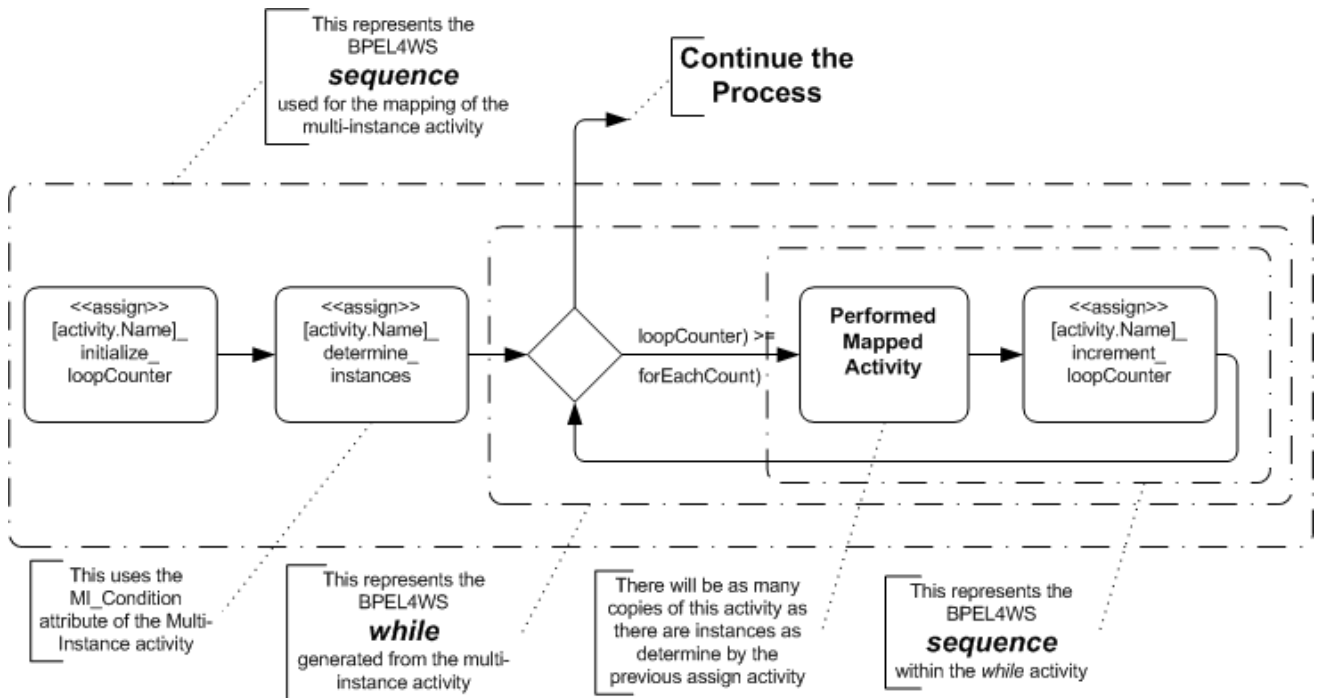 This represents the
BPEL4WS
sequence
used for the mapping of the
multi-instance activity
Continue the
Process
<<assign>>
[activity.Name]_
initialize_
loopCounter
<<assign>>
[activity.Name]_
determine_
instances
loopCounter) >=
forEachCount)
Performed
Mapped
Activity
<<assign>>
[activity.Name]_
increment_
loopCounter
This uses the
MI_Condition
attribute of the Multi-
Instance activity
This represents the
BPEL4WS
while
generated from the multi-
instance activity
There will be as many
copies of this activity as
there are instances as
determine by the
previous assign activity
This represents the
BPEL4WS
sequence
within the while activity